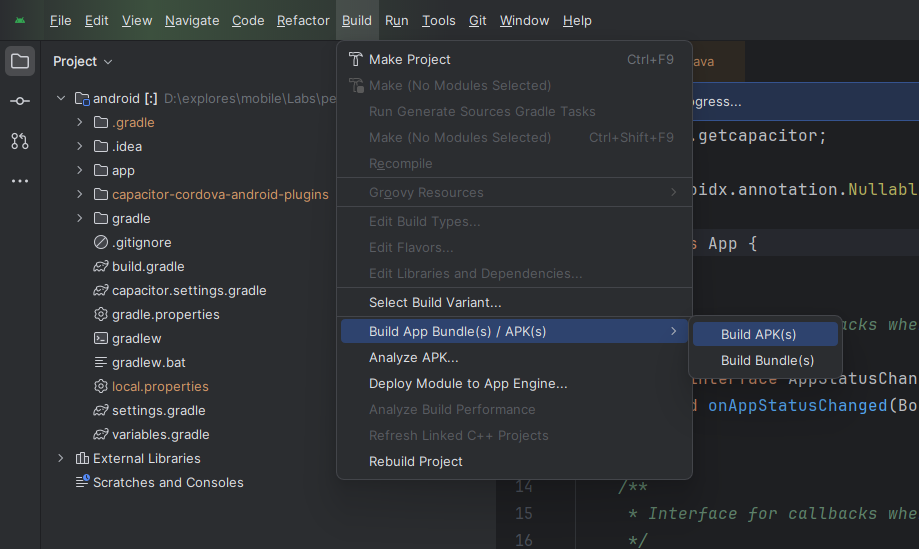 File Edit View Navigate Code Refactor Build Run Tools Git Window Help
Project
android [:] D:\explores\mobile\Labs\pe
.gradle
.idea
app
capacitor-cordova-android-plugins
gradle
.gitignore
build.gradle
capacitor.settings.gradle
gradle.properties
gradlew
gradlew.bat
local.properties
settings.gradle
variables.gradle
External Libraries
Scratches and Consoles
Make Project Ctrl+F9
Make (No Modules Selected)
Run Generate Sources Gradle Tasks
Make (No Modules Selected) Ctrl+Shift+F9
Recompile
Groovy Resources
Edit Build Types...
Edit Flavors...
Edit Libraries and Dependencies...
Select Build Variant...
Build App Bundle(s) / APK(s)
Analyze APK...
Deploy Module to App Engine...
Analyze Build Performance
Refresh Linked C++ Projects
Rebuild Project
Build APK(s)
Build Bundle(s)
ava
ogress...
.getcapacitor;
oidx.annotation.Nullabl
s App {
acks whe
interface AppStatusChan
d onAppStatusChanged(Bo
14 /**
15 * Interface for callbacks whe
16 */